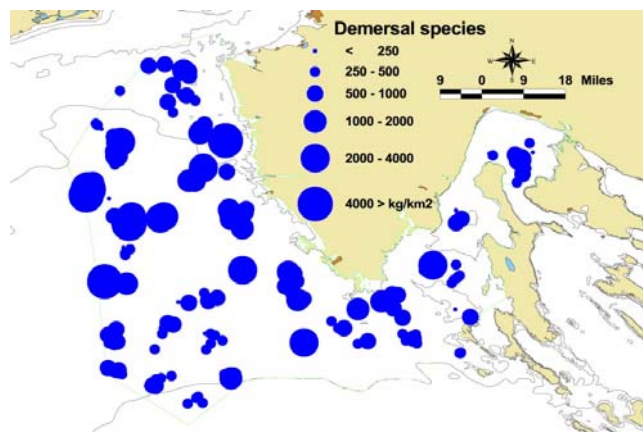 Demersal species
< 250
250 - 500
500 - 1000
1000 - 2000
2000 - 4000
4000 > kg/km2
N
W E
S
9 0 9 18 Miles